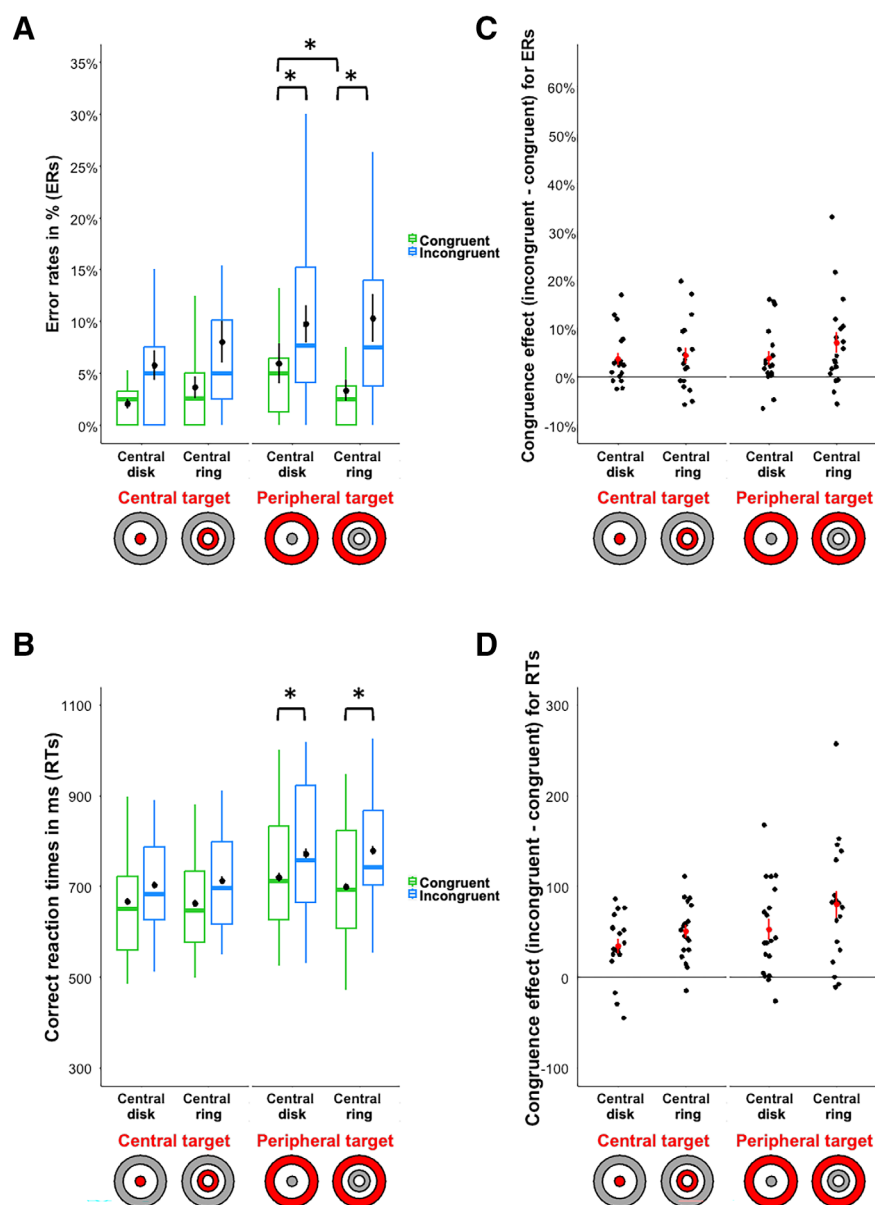 A
Error rates in % (ERs)
35%
30%
25%
20%
15%
10%
5%
0%
*
*
*
Congruent
Incongruent
Central disk
Central ring
Central disk
Central ring
Central target
Peripheral target
C
Congruence effect (incongruent - congruent) for ERs
60%
50%
40%
30%
20%
10%
0%
-10%
Central disk
Central ring
Central disk
Central ring
Central target
Peripheral target
B
Correct reaction times in ms (RTs)
1100
900
700
500
300
*
*
Congruent
Incongruent
Central disk
Central ring
Central disk
Central ring
Central target
Peripheral target
D
Congruence effect (incongruent - congruent) for RTs
300
200
100
0
-100
Central disk
Central ring
Central disk
Central ring
Central target
Peripheral target